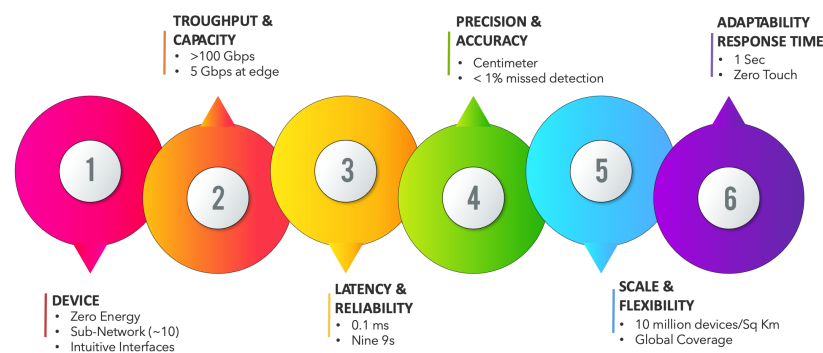 TROUGHPUT &
CAPACITY
• >100 Gbps
• 5 Gbps at edge
PRECISION &
ACCURACY
• Centimeter
• < 1% missed detection
ADAPTABILITY
RESPONSE TIME
• 1 Sec
• Zero Touch
1
2
3
4
5
6
DEVICE
• Zero Energy
• Sub-Network (~10)
• Intuitive Interfaces
LATENCY &
RELIABILITY
• 0.1 ms
• Nine 9s
SCALE &
FLEXIBILITY
• 10 million devices/Sq Km
• Global Coverage